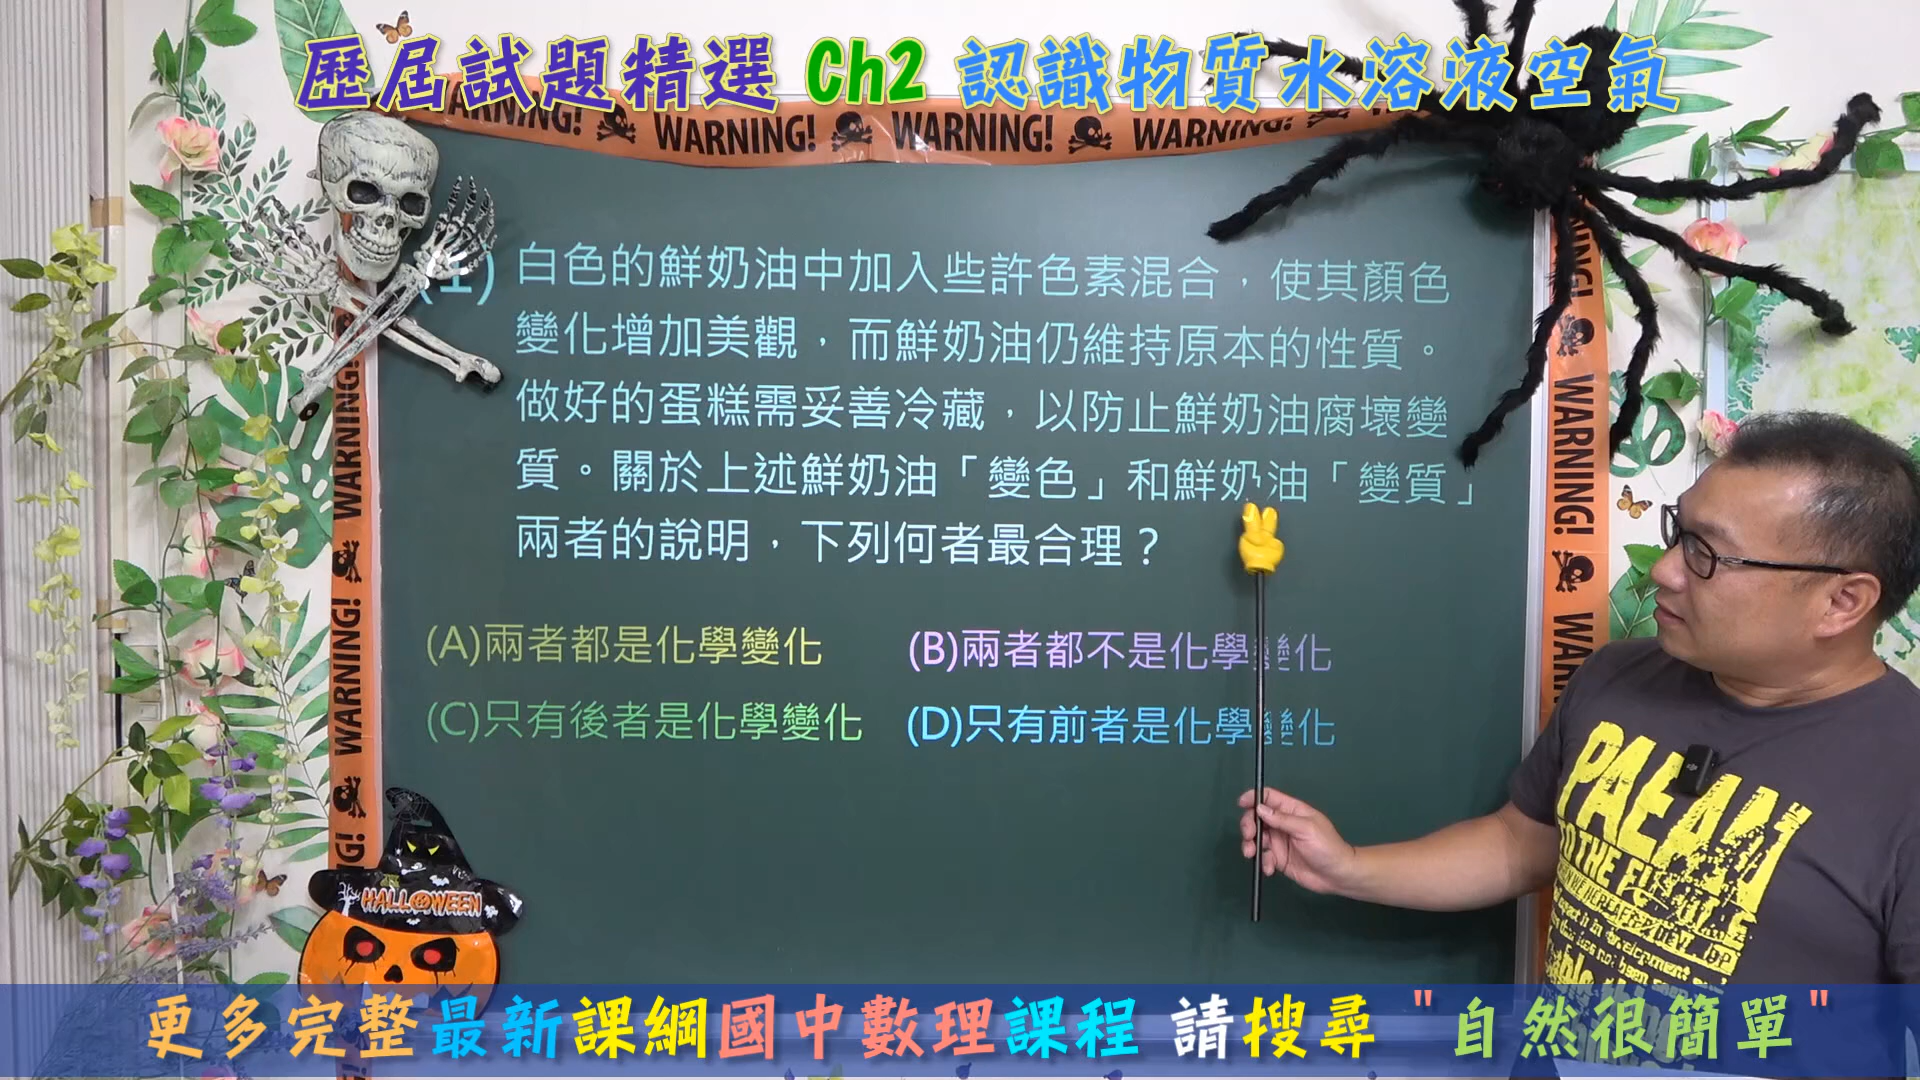 歷屆試題精選 Ch2 認識物質水溶液空氣
WARNING! WARNING! WARNING! WARNING!
白色的鮮奶油中加入些許色素混合,使其顏色
變化增加美觀,而鮮奶油仍維持原本的性質。
做好的蛋糕需妥善冷藏,以防止鮮奶油腐壞變
質。關於上述鮮奶油「變色」和鮮奶油「變質」
兩者的說明,下列何者最合理?
(A)兩者都是化學變化 (B)兩者都不是化學變化
(C)只有後者是化學變化 (D)只有前者是化學變化
WARNING!
WARNING!
WARNING!
WARNING!
HALLOWEEN
PAEAN
TO THE
更多完整最新課綱國中數理課程 請搜尋 "自然很簡單"